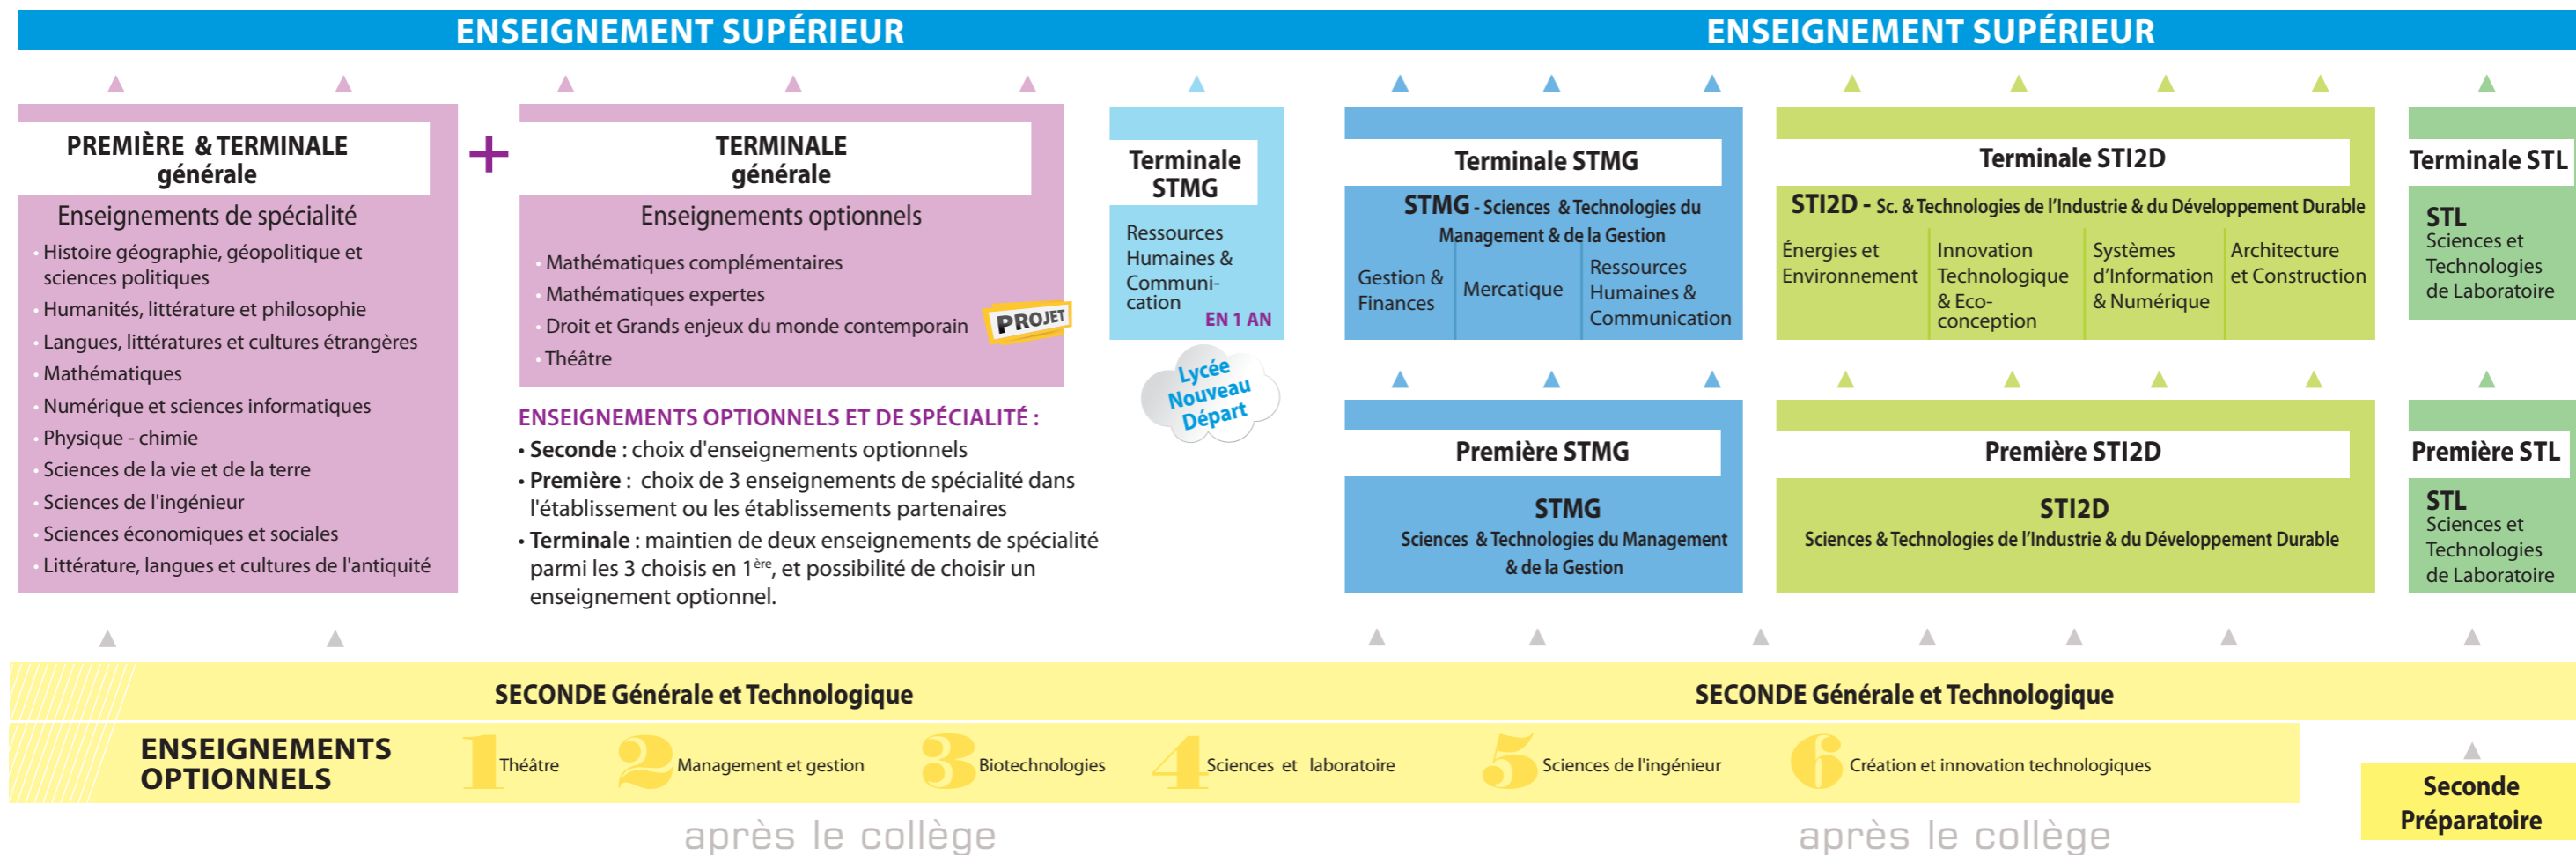 ENSEIGNEMENT SUPÉRIEUR
ENSEIGNEMENT SUPÉRIEUR
PREMIÈRE & TERMINALE
générale
Enseignements de spécialité
• Histoire géographie, géopolitique et
sciences politiques
• Humanités, littérature et philosophie
• Langues, littératures et cultures étrangères
• Mathématiques
• Numérique et sciences informatiques
• Physique - chimie
• Sciences de la vie et de la terre
• Sciences de l'ingénieur
• Sciences économiques et sociales
• Littérature, langues et cultures de l'antiquité
+
TERMINALE
générale
Enseignements optionnels
• Mathématiques complémentaires
• Mathématiques expertes
• Droit et Grands enjeux du monde contemporain
PROJET
• Théâtre
ENSEIGNEMENTS OPTIONNELS ET DE SPÉCIALITÉ :
• Seconde : choix d'enseignements optionnels
• Première : choix de 3 enseignements de spécialité dans
l'établissement ou les établissements partenaires
• Terminale : maintien de deux enseignements de spécialité
parmi les 3 choisis en 1ère, et possibilité de choisir un
enseignement optionnel.
Terminale
STMG
Ressources
Humaines &
Communi-
cation
EN 1 AN
Lycée
Nouveau
Départ
Terminale STMG
STMG - Sciences & Technologies du
Management & de la Gestion
Gestion &
Finances
Mercatique
Ressources
Humaines &
Communication
Première STMG
STMG
Sciences & Technologies du Management
& de la Gestion
Terminale STI2D
STI2D - Sc. & Technologies de l'Industrie & du Développement Durable
Énergies et
Environnement
Innovation
Technologique
& Eco-
conception
Systèmes
d'Information
& Numérique
Architecture
et Construction
Première STI2D
STI2D
Sciences & Technologies de l'Industrie & du Développement Durable
Terminale STL
STL
Sciences et
Technologies
de Laboratoire
Première STL
STL
Sciences et
Technologies
de Laboratoire
SECONDE Générale et Technologique
SECONDE Générale et Technologique
ENSEIGNEMENTS
OPTIONNELS
1 Théâtre
2 Management et gestion
3 Biotechnologies
4 Sciences et laboratoire
5 Sciences de l'ingénieur
6 Création et innovation technologiques
Seconde
Préparatoire
après le collège
après le collège